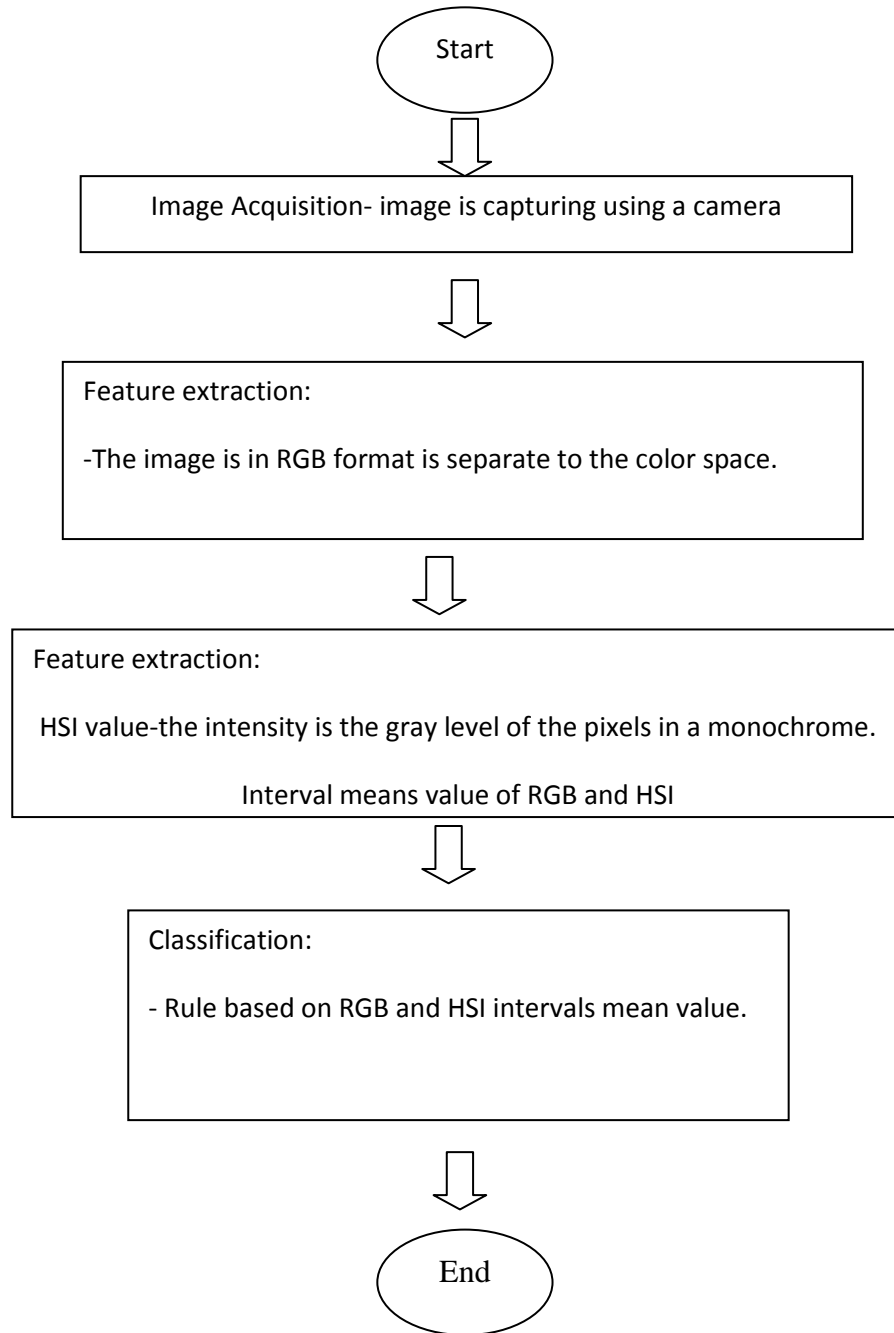 Start
Image Acquisition- image is capturing using a camera
Feature extraction:
-The image is in RGB format is separate to the color space.
Feature extraction:
HSI value-the intensity is the gray level of the pixels in a monochrome.
Interval means value of RGB and HSI
Classification:
- Rule based on RGB and HSI intervals mean value.
End